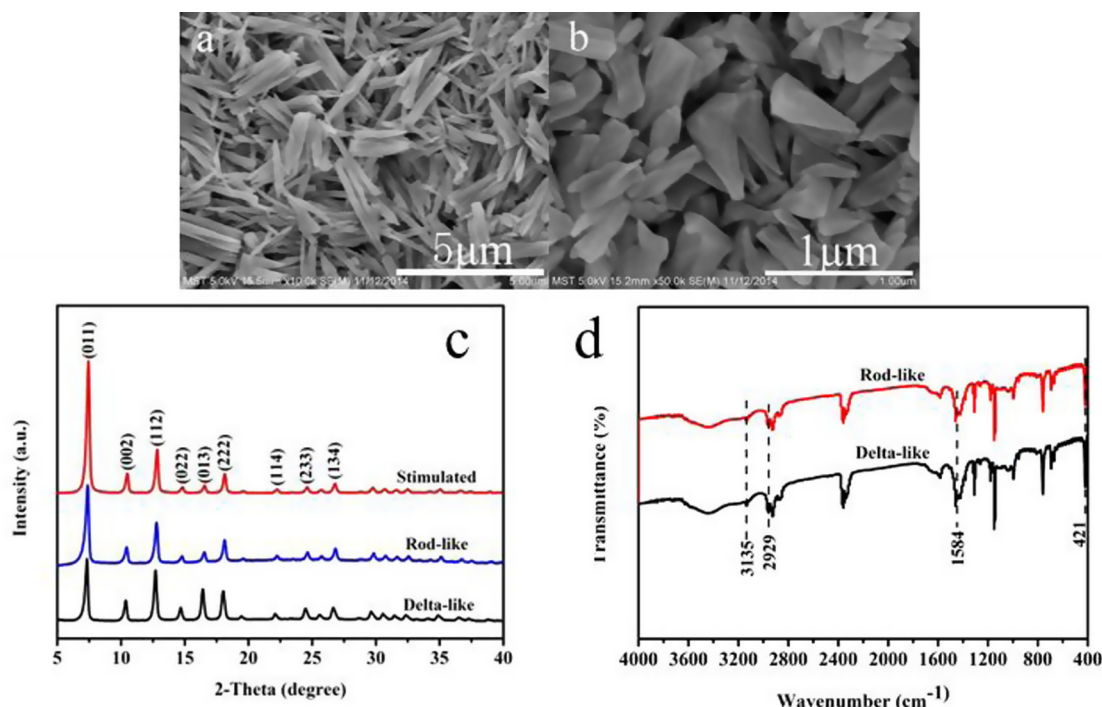 a
5μm
MST 5.0kV 15.5mm x10.0k SE(M) 11/12/2014 5.00um
b
1μm
MST 5.0kV 15.2mm x50.0k SE(M) 11/12/2014 1.00um
c
(011)
(002)
(112)
(022)
(013)
(222)
(114)
(233)
(134)
Stimulated
Rod-like
Delta-like
Intensity (a.u.)
5 10 15 20 25 30 35 40
2-Theta (degree)
d
Rod-like
Delta-like
3135
2929
1584
421
Transmittance (%)
4000 3600 3200 2800 2400 2000 1600 1200 800 400
Wavenumber (cm⁻¹)